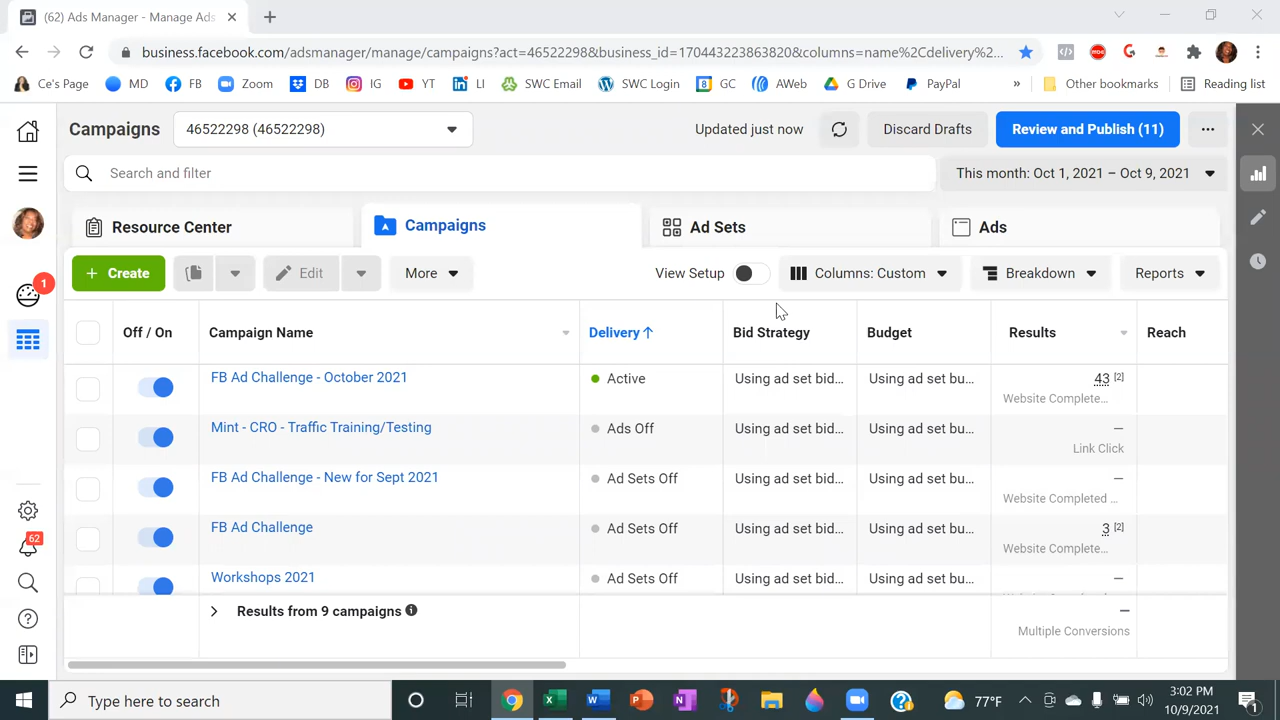 (62) Ads Manager - Manage Ads
business.facebook.com/adsmanager/manage/campaigns?act=46522298&business_id=170443223863820&columns=name%2Cdelivery%2...
Ce's Page MD FB Zoom DB IG YT LI SWC Email SWC Login GC AWeb G Drive PayPal » Other bookmarks Reading list
Campaigns 46522298 (46522298) Updated just now Discard Drafts Review and Publish (11) ...
Search and filter This month: Oct 1, 2021 – Oct 9, 2021
Resource Center Campaigns Ad Sets Ads
+ Create Edit More View Setup Columns: Custom Breakdown Reports
1
Off / On Campaign Name Delivery ↑ Bid Strategy Budget Results Reach
FB Ad Challenge - October 2021 Active Using ad set bid... Using ad set bu... 43 [2]
Website Complete...
Mint - CRO - Traffic Training/Testing Ads Off Using ad set bid... Using ad set bu... —
Link Click
FB Ad Challenge - New for Sept 2021 Ad Sets Off Using ad set bid... Using ad set bu... —
Website Completed ...
FB Ad Challenge Ad Sets Off Using ad set bid... Using ad set bu... 3 [2]
Website Complete...
62
Workshops 2021 Ad Sets Off Using ad set bid... Using ad set bu... —
Results from 9 campaigns —
Multiple Conversions
Type here to search 77°F 3:02 PM
10/9/2021 1